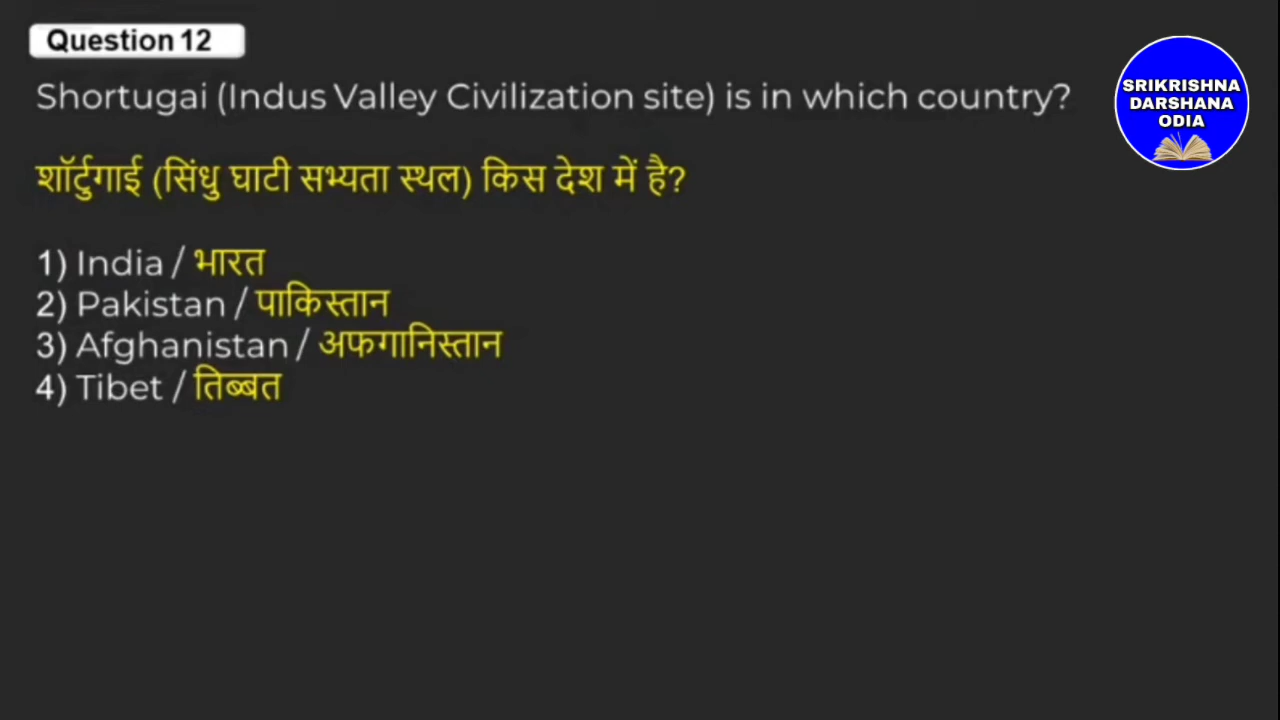 Question 12
Shortugai (Indus Valley Civilization site) is in which country?
SRIKRISHNA
DARSHANA
ODIA
शॉर्टुगाई (सिंधु घाटी सभ्यता स्थल) किस देश में है?
1) India / भारत
2) Pakistan / पाकिस्तान
3) Afghanistan / अफगानिस्तान
4) Tibet / तिब्बत